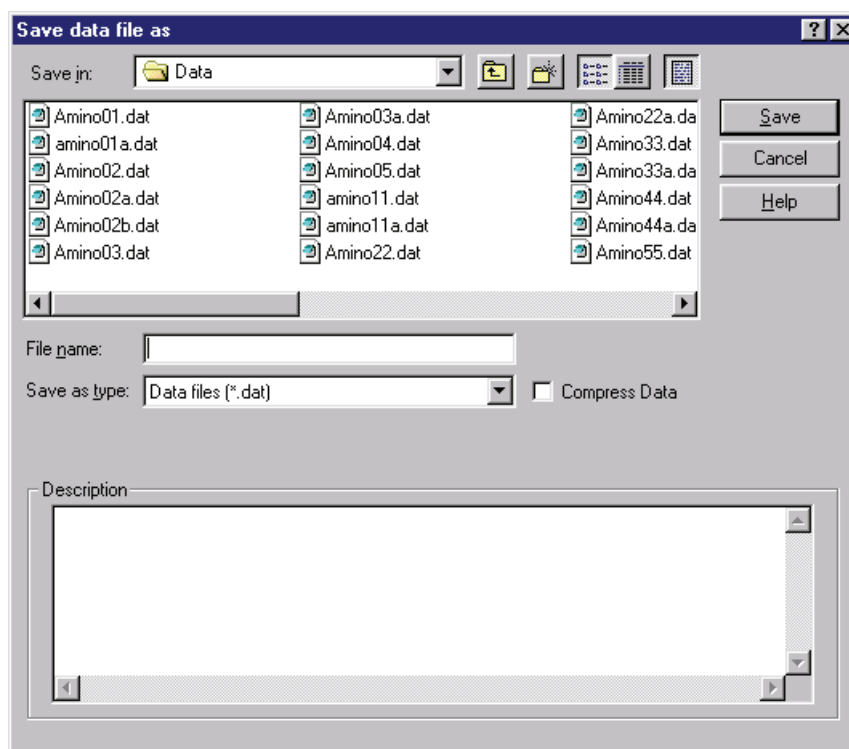 Save data file as
Save in: Data
Amino01.dat Amino03a.dat Amino22a.da
amino01a.dat Amino04.dat Amino33.dat
Amino02.dat Amino05.dat Amino33a.da
Amino02a.dat amino11.dat Amino44.dat
Amino02b.dat amino11a.dat Amino44a.da
Amino03.dat Amino22.dat Amino55.dat
Save
Cancel
Help
File name:
Save as type: Data files (*.dat) Compress Data
Description